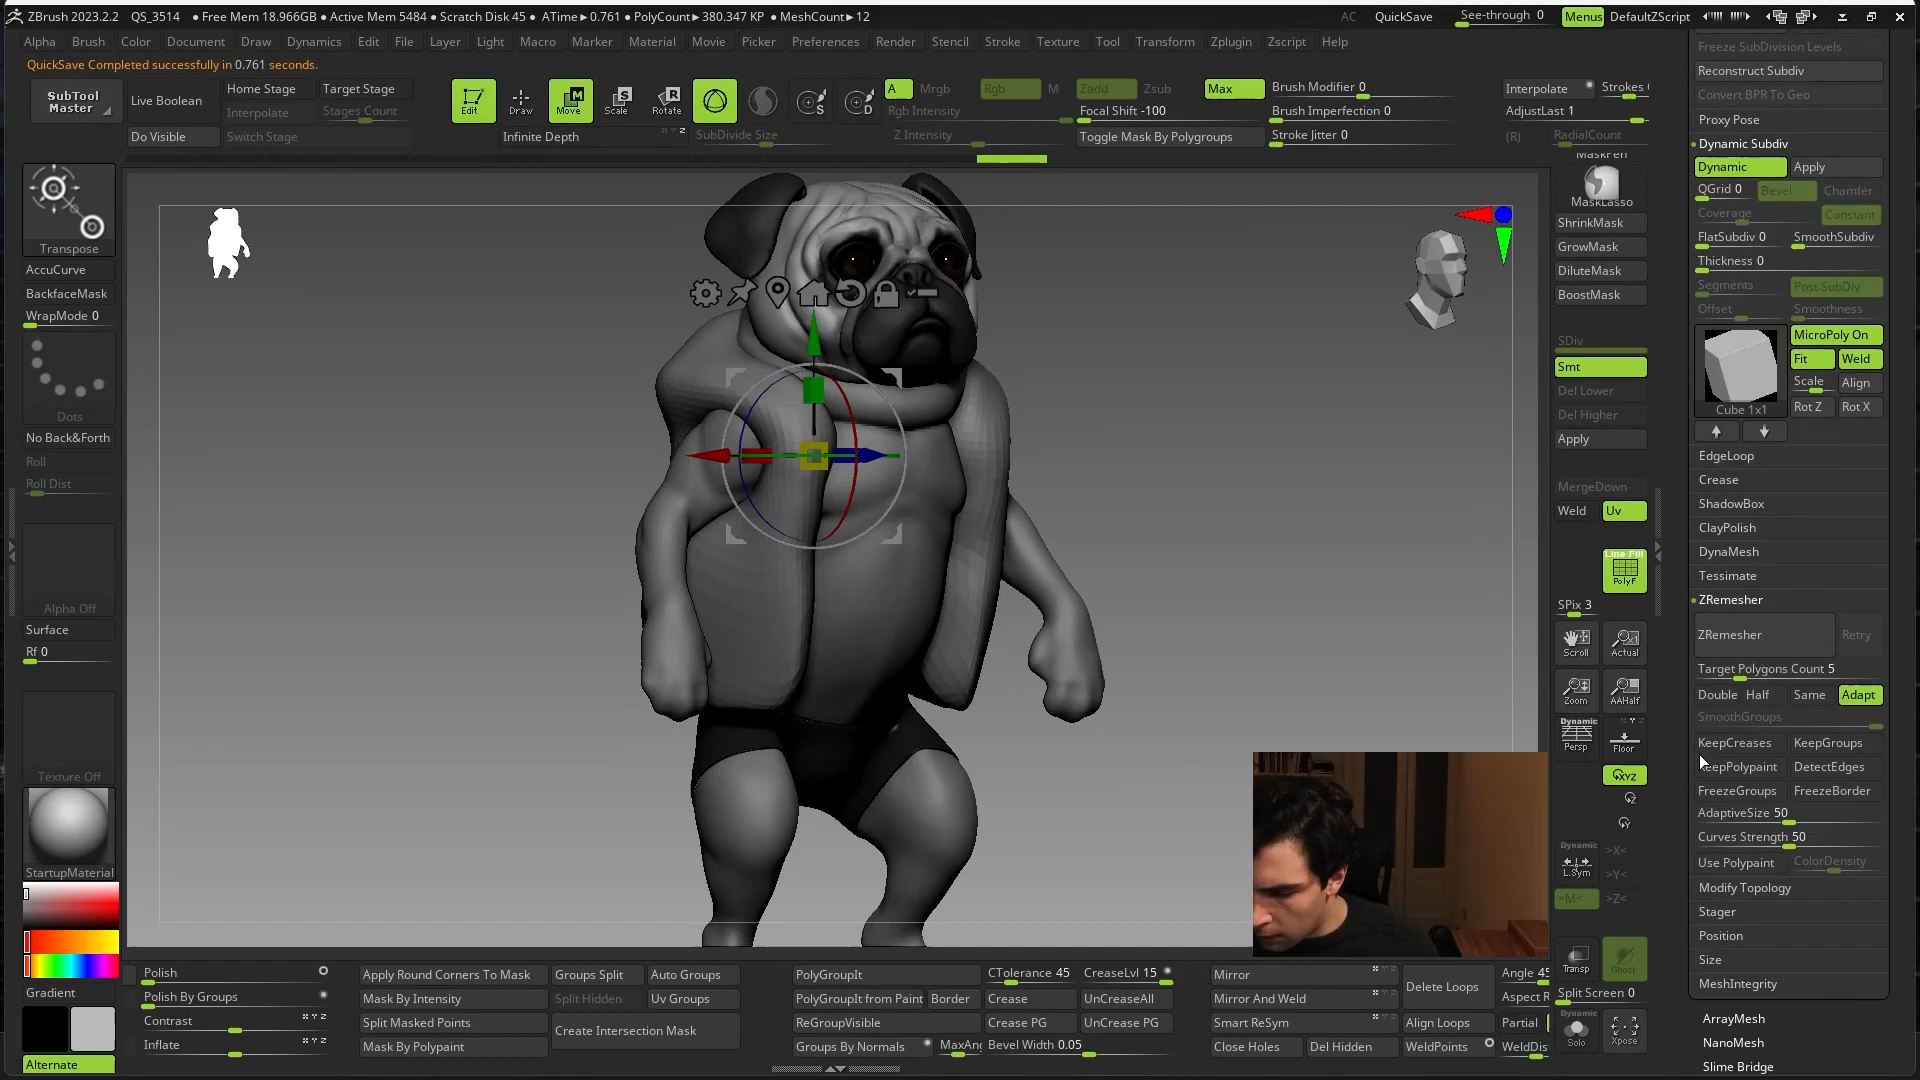 ZBrush 2023.2.2 QS_3514 ● Free Mem 18.966GB ● Active Mem 5484 ● Scratch Disk 45 ● ATime ▸ 0.761 ● PolyCount ▸ 380.347 KP ● MeshCount ▸ 12 AC QuickSave See-through 0 Menus DefaultZScript
Alpha Brush Color Document Draw Dynamics Edit File Layer Light Macro Marker Material Movie Picker Preferences Render Stencil Stroke Texture Tool Transform Zplugin Zscript Help
QuickSave Completed successfully in 0.761 seconds.
SubTool Master
Live Boolean
Do Visible
Home Stage
Interpolate
Switch Stage
Target Stage
Stages Count
Edit Draw Move Scale Rotate
Infinite Depth
SubDivide Size
S
D
A Mrgb Rgb M Zadd Zsub Max
Rgb Intensity
Z Intensity
Focal Shift -100
Toggle Mask By Polygroups
Brush Modifier 0
Brush Imperfection 0
Stroke Jitter 0
Interpolate Strokes
AdjustLast 1
(R) RadialCount
Transpose
AccuCurve
BackfaceMask
WrapMode 0
Dots
No Back&Forth
Roll
Roll Dist
Alpha Off
Surface
Rf 0
Texture Off
StartupMaterial
Gradient
Alternate
MaskPen
MaskLasso
ShrinkMask
GrowMask
DiluteMask
BoostMask
SDiv
Smt
Del Lower
Del Higher
Apply
MergeDown
Weld Uv
Line Fill
PolyF
SPix 3
Scroll Actual
Zoom AAHalf
Dynamic
Persp Floor
XYZ
Dynamic
L.Sym
>X<
>Y<
>M< >Z<
Transp Ghost
Split Screen 0
Dynamic
Solo Xpose
Freeze SubDivision Levels
Reconstruct Subdiv
Convert BPR To Geo
Proxy Pose
Dynamic Subdiv
Dynamic Apply
QGrid 0 Bevel Chamfer
Coverage Constant
FlatSubdiv 0 SmoothSubdiv
Thickness 0
Segments Post SubDiv
Offset Smoothness
MicroPoly On
Fit Weld
Scale Align
Cube 1x1 Rot Z Rot X
EdgeLoop
Crease
ShadowBox
ClayPolish
DynaMesh
Tessimate
ZRemesher
ZRemesher Retry
Target Polygons Count 5
Double Half Same Adapt
SmoothGroups
KeepCreases KeepGroups
KeepPolypaint DetectEdges
FreezeGroups FreezeBorder
AdaptiveSize 50
Curves Strength 50
Use Polypaint ColorDensity
Modify Topology
Stager
Position
Size
MeshIntegrity
ArrayMesh
NanoMesh
Slime Bridge
Polish
Polish By Groups
Contrast
Inflate
Apply Round Corners To Mask
Mask By Intensity
Split Masked Points
Mask By Polypaint
Groups Split Auto Groups
Split Hidden Uv Groups
Create Intersection Mask
PolyGroupIt
PolyGroupIt from Paint Border
ReGroupVisible
Groups By Normals
CTolerance 45 CreaseLvl 15
Crease UnCreaseAll
Crease PG UnCrease PG
Bevel Width 0.05
Mirror
Mirror And Weld
Smart ReSym
Close Holes Del Hidden
Delete Loops
Align Loops
WeldPoints
Angle 45
Partial